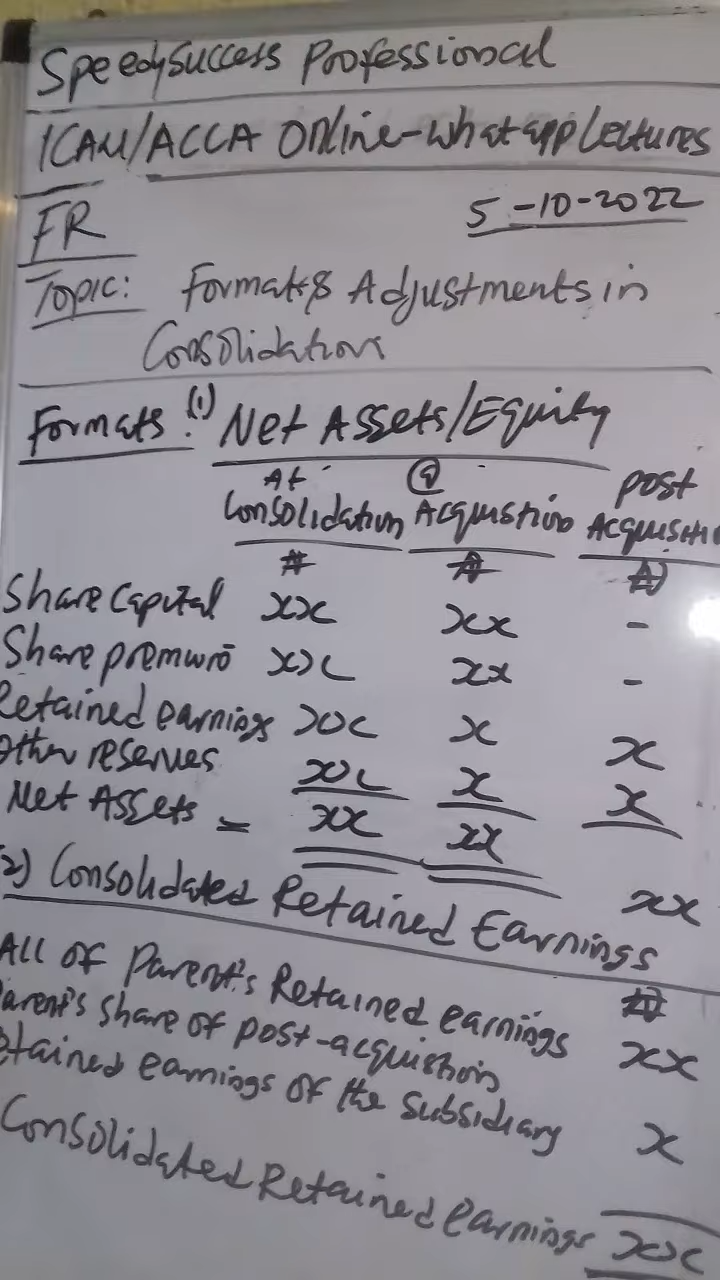 Speedysuccess Professional
ICAN/ACCA Online-whatapp Lectures
FR
5-10-2022
Topic: Formats & Adjustments in
Consolidation
Formats: (1) Net Assets/Equity
At @ post
Consolidation Acquistion Acquisition
₦ ₦ ₦
Share Capital xx xx -
Share premium xx xx -
Retained earnings xx x x
Other reserves xx x x
Net Assets = xx xx xx
2) Consolidated Retained Earnings
₦
All of Parent's Retained earnings xx
Parent's share of post-acquistion
retained earnings of the subsidiary x
Consolidated Retained earnings xx